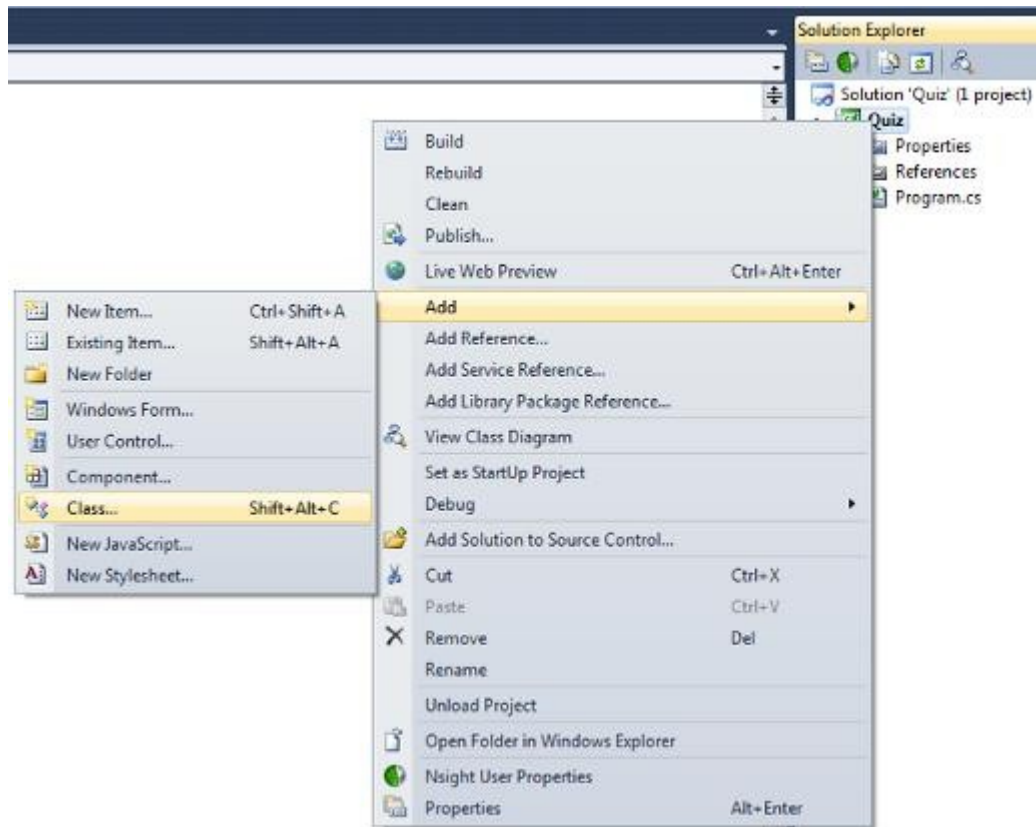 Solution Explorer
Solution 'Quiz' (1 project)
Quiz
Properties
References
Program.cs
Build
Rebuild
Clean
Publish...
Live Web Preview Ctrl+Alt+Enter
Add
Add Reference...
Add Service Reference...
Add Library Package Reference...
View Class Diagram
Set as StartUp Project
Debug
Add Solution to Source Control...
Cut Ctrl+X
Paste Ctrl+V
Remove Del
Rename
Unload Project
Open Folder in Windows Explorer
Nsight User Properties
Properties Alt+Enter
New Item... Ctrl+Shift+A
Existing Item... Shift+Alt+A
New Folder
Windows Form...
User Control...
Component...
Class... Shift+Alt+C
New JavaScript...
New Stylesheet...